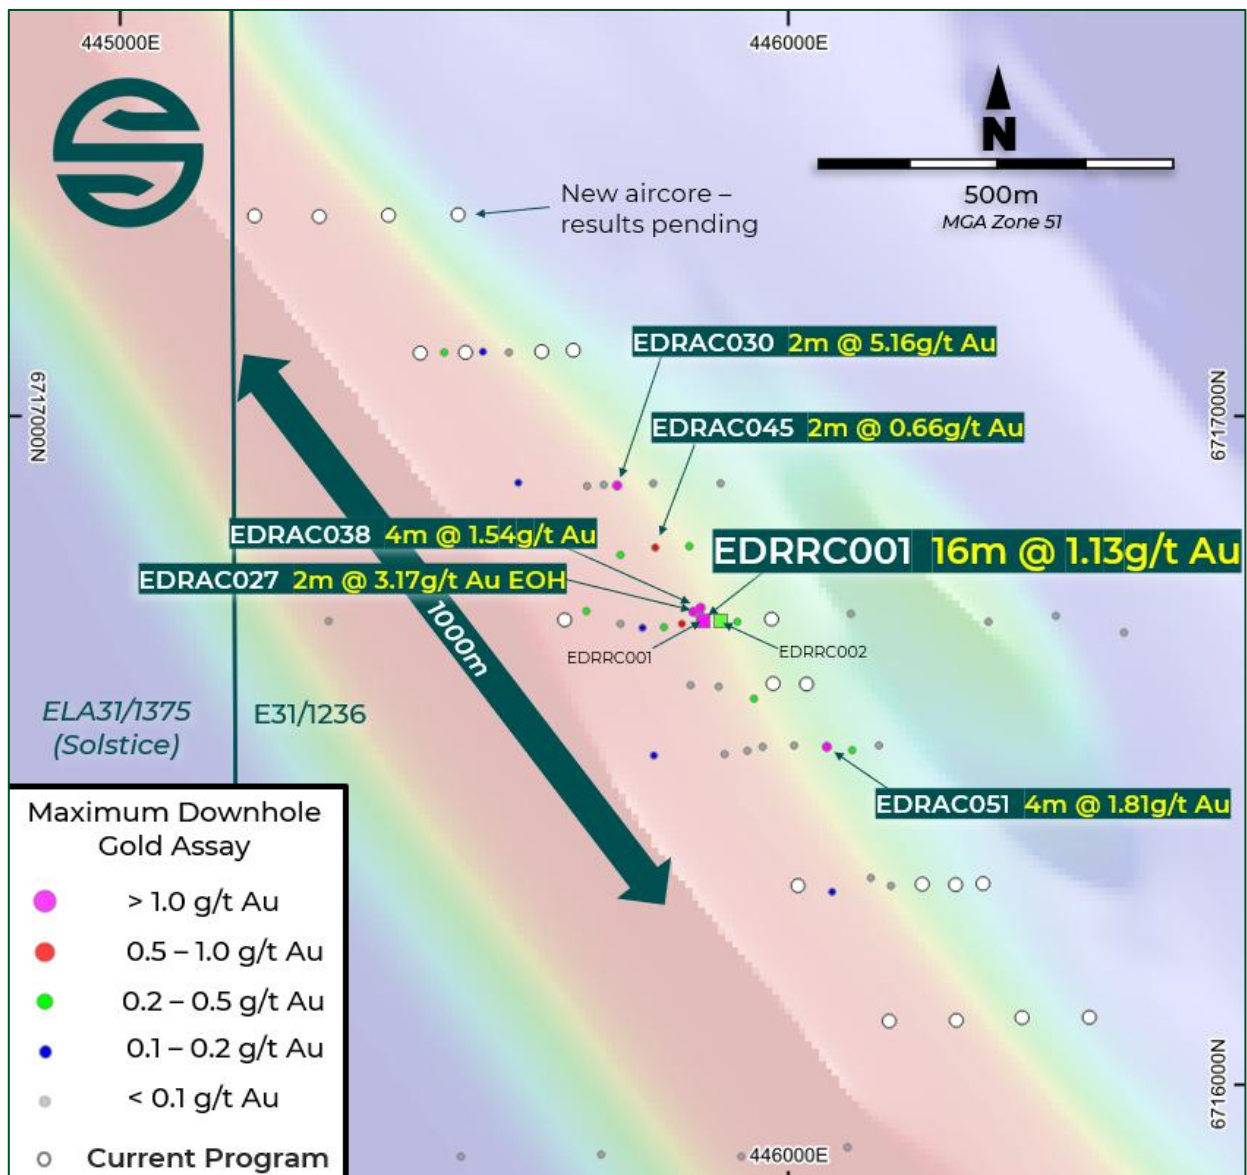 445000E
446000E
N
500m
MGA Zone 51
New aircore –
results pending
EDRAC030 2m @ 5.16g/t Au
6717000N
6717000N
EDRAC045 2m @ 0.66g/t Au
EDRAC038 4m @ 1.54g/t Au
EDRRC001 16m @ 1.13g/t Au
EDRAC027 2m @ 3.17g/t Au EOH
1000m
EDRRC001
EDRRC002
ELA31/1375
(Solstice)
E31/1236
EDRAC051 4m @ 1.81g/t Au
Maximum Downhole
Gold Assay
> 1.0 g/t Au
0.5 – 1.0 g/t Au
0.2 – 0.5 g/t Au
0.1 – 0.2 g/t Au
< 0.1 g/t Au
Current Program
6716000N
446000E